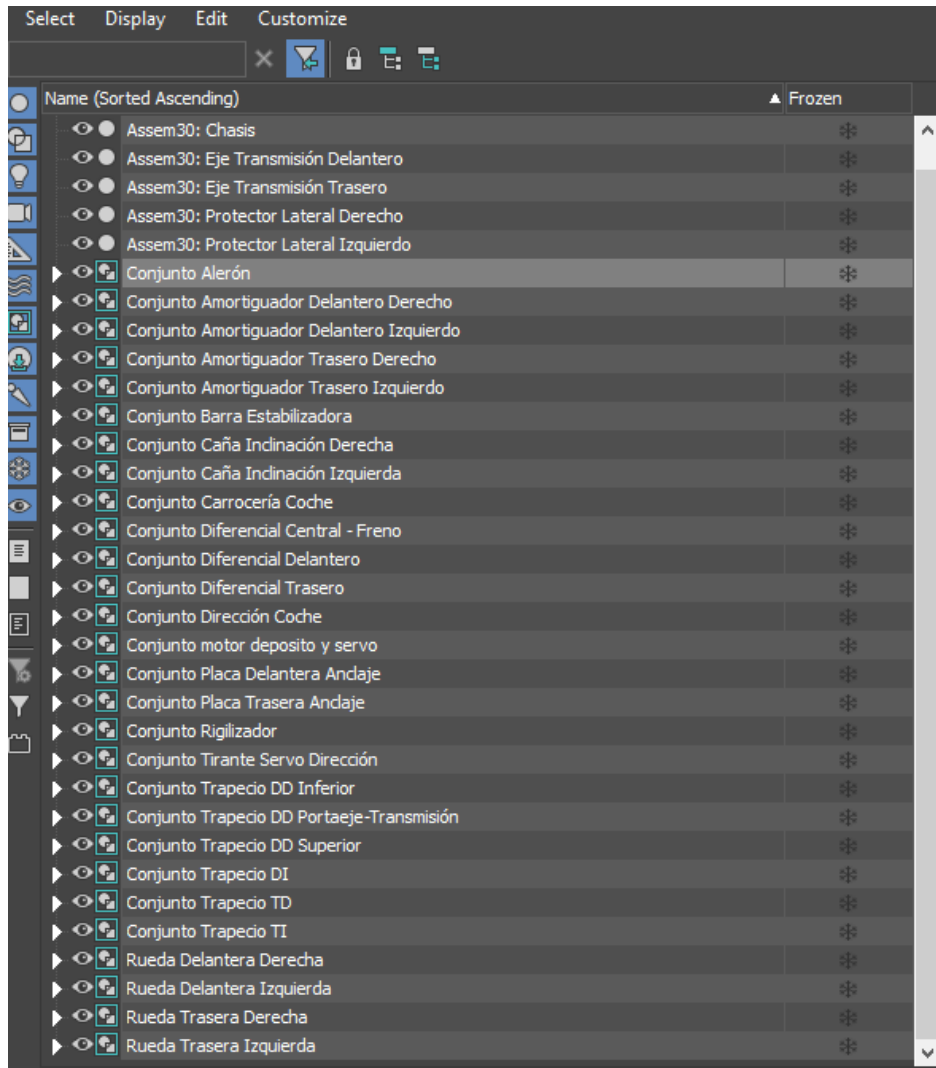 Select Display Edit Customize
Name (Sorted Ascending) Frozen
Assem30: Chasis
Assem30: Eje Transmisión Delantero
Assem30: Eje Transmisión Trasero
Assem30: Protector Lateral Derecho
Assem30: Protector Lateral Izquierdo
Conjunto Alerón
Conjunto Amortiguador Delantero Derecho
Conjunto Amortiguador Delantero Izquierdo
Conjunto Amortiguador Trasero Derecho
Conjunto Amortiguador Trasero Izquierdo
Conjunto Barra Estabilizadora
Conjunto Caña Inclinación Derecha
Conjunto Caña Inclinación Izquierda
Conjunto Carrocería Coche
Conjunto Diferencial Central - Freno
Conjunto Diferencial Delantero
Conjunto Diferencial Trasero
Conjunto Dirección Coche
Conjunto motor deposito y servo
Conjunto Placa Delantera Anclaje
Conjunto Placa Trasera Anclaje
Conjunto Rigilizador
Conjunto Tirante Servo Dirección
Conjunto Trapecio DD Inferior
Conjunto Trapecio DD Portaeje-Transmisión
Conjunto Trapecio DD Superior
Conjunto Trapecio DI
Conjunto Trapecio TD
Conjunto Trapecio TI
Rueda Delantera Derecha
Rueda Delantera Izquierda
Rueda Trasera Derecha
Rueda Trasera Izquierda